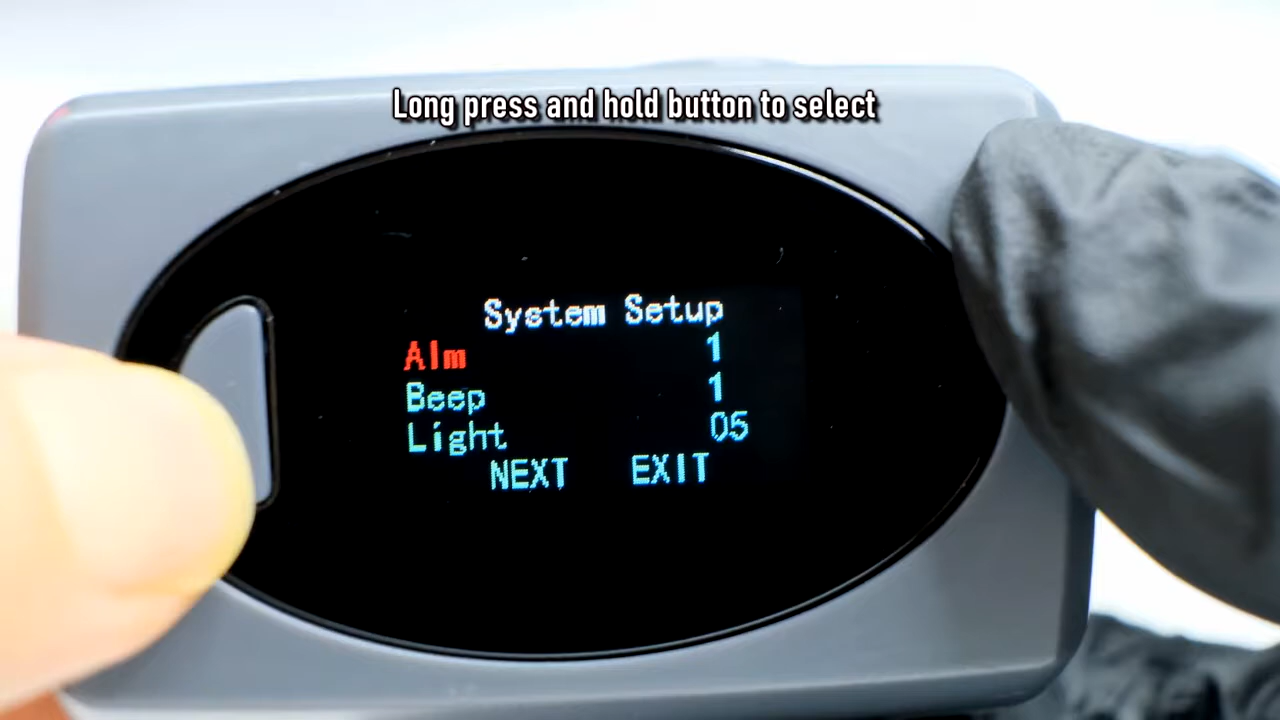 Long press and hold button to select
System Setup
Alm 1
Beep 1
Light 05
NEXT EXIT